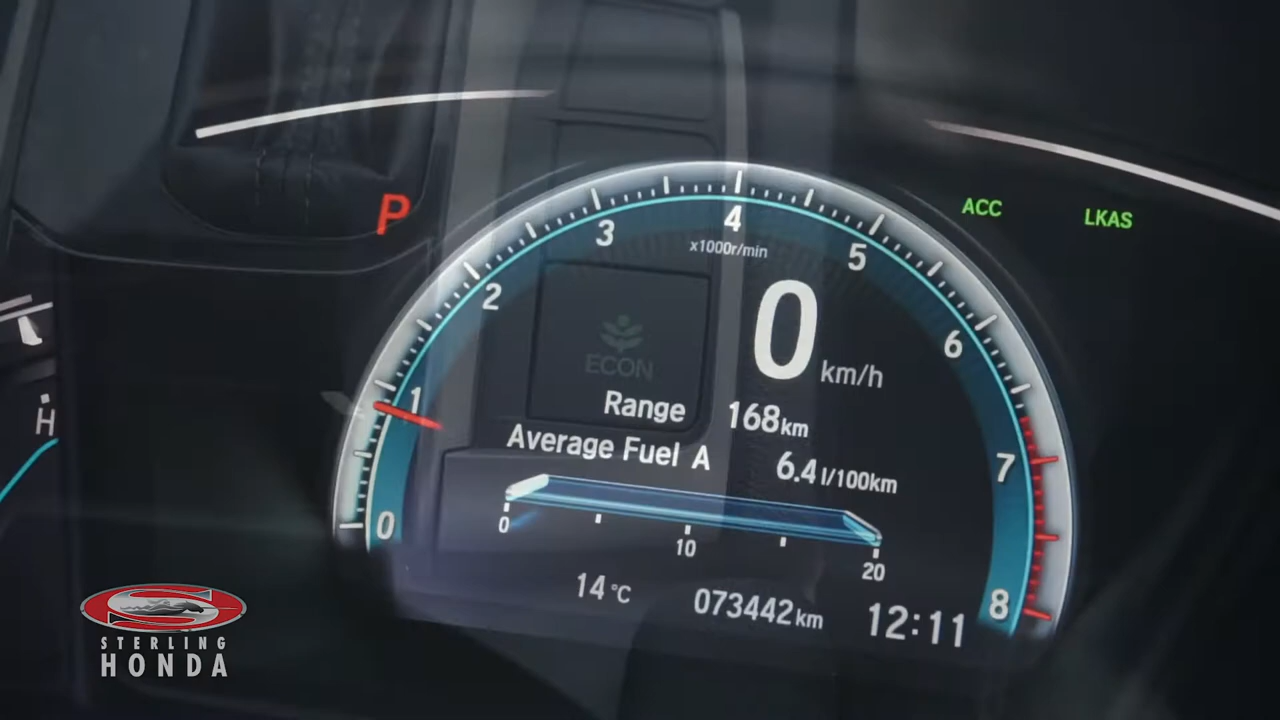 P
ACC
LKAS
0
1
2
3
4
5
6
7
8
x1000r/min
0 km/h
ECON
Range 168km
Average Fuel A 6.4 l/100km
0 10 20
14°C 073442km 12:11
H
S
STERLING
HONDA